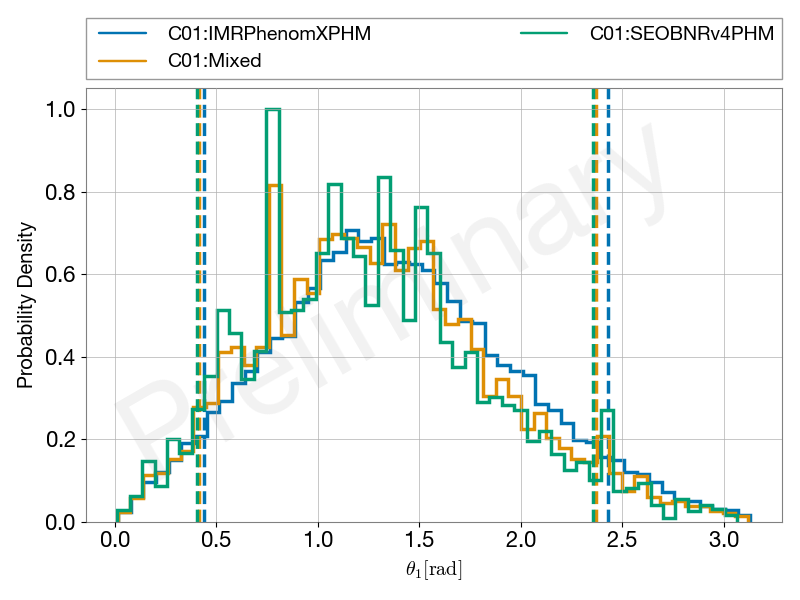 C01:IMRPhenomXPHM
C01:Mixed
C01:SEOBNRv4PHM
Preliminary
Probability Density
1.0
0.8
0.6
0.4
0.2
0.0
0.0 0.5 1.0 1.5 2.0 2.5 3.0
θ₁[rad]